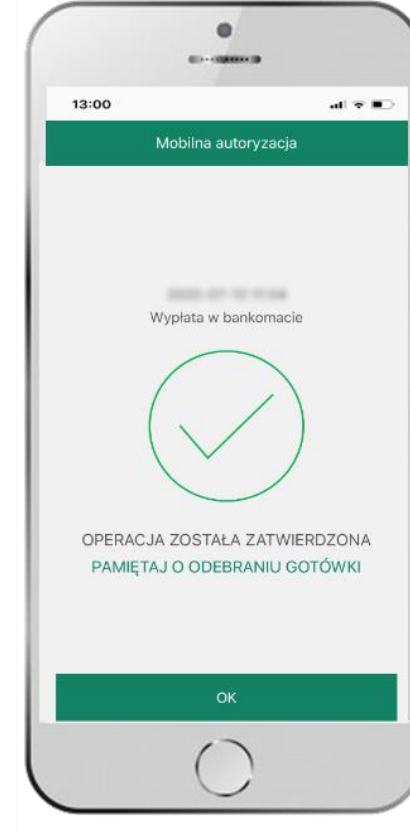 13:00
Mobilna autoryzacja
Wypłata w bankomacie
OPERACJA ZOSTAŁA ZATWIERDZONA
PAMIĘTAJ O ODEBRANIU GOTÓWKI
OK